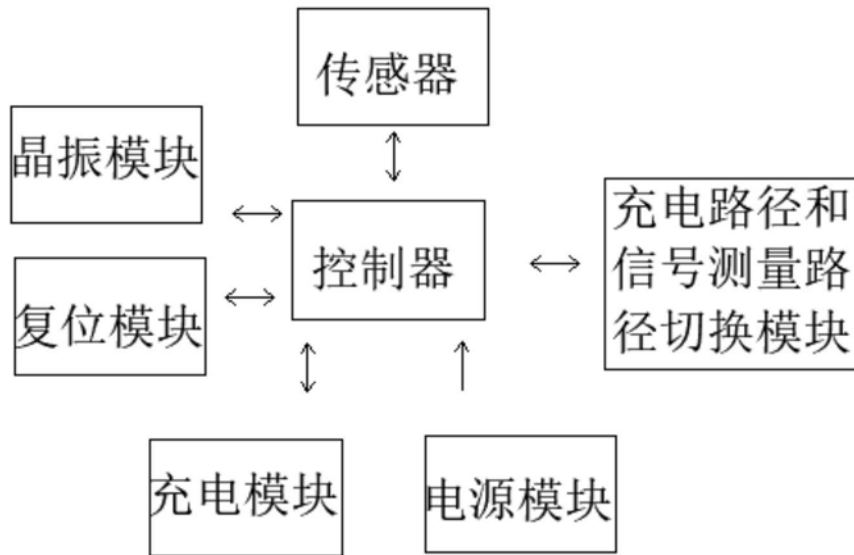 传感器
晶振模块
控制器
充电路径和
信号测量路
径切换模块
复位模块
充电模块
电源模块